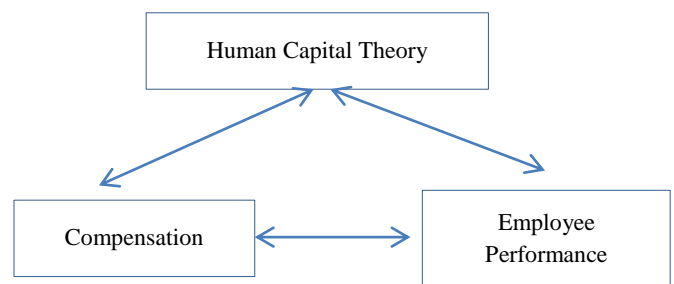 Human Capital Theory
Compensation
Employee
Performance